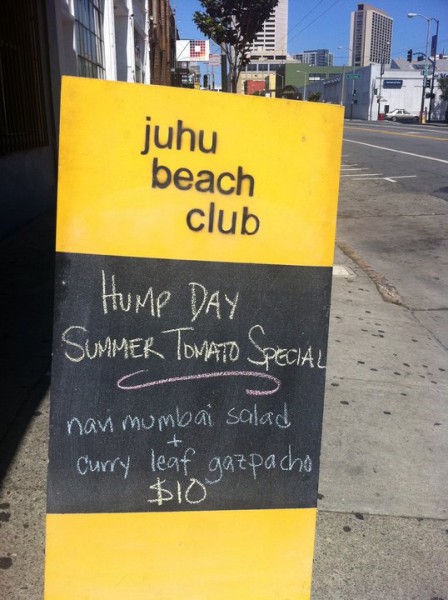 juhu
beach
club
HUMP DAY
SUMMER TOMATO SPECIAL
navi mumbai salad
+
curry leaf gazpacho
$10